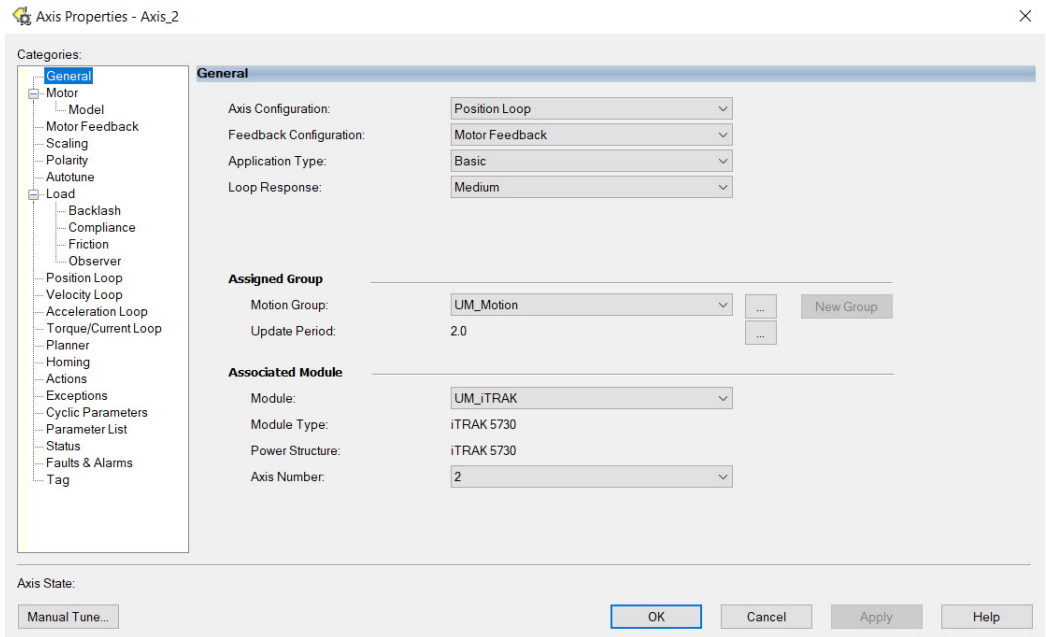 Axis Properties - Axis_2
Categories:
General
Motor
Model
Motor Feedback
Scaling
Polarity
Autotune
Load
Backlash
Compliance
Friction
Observer
Position Loop
Velocity Loop
Acceleration Loop
Torque/Current Loop
Planner
Homing
Actions
Exceptions
Cyclic Parameters
Parameter List
Status
Faults & Alarms
Tag
General
Axis Configuration: Position Loop
Feedback Configuration: Motor Feedback
Application Type: Basic
Loop Response: Medium
Assigned Group
Motion Group: UM_Motion ... New Group
Update Period: 2.0 ...
Associated Module
Module: UM_iTRAK
Module Type: iTRAK 5730
Power Structure: iTRAK 5730
Axis Number: 2
Axis State:
Manual Tune... OK Cancel Apply Help